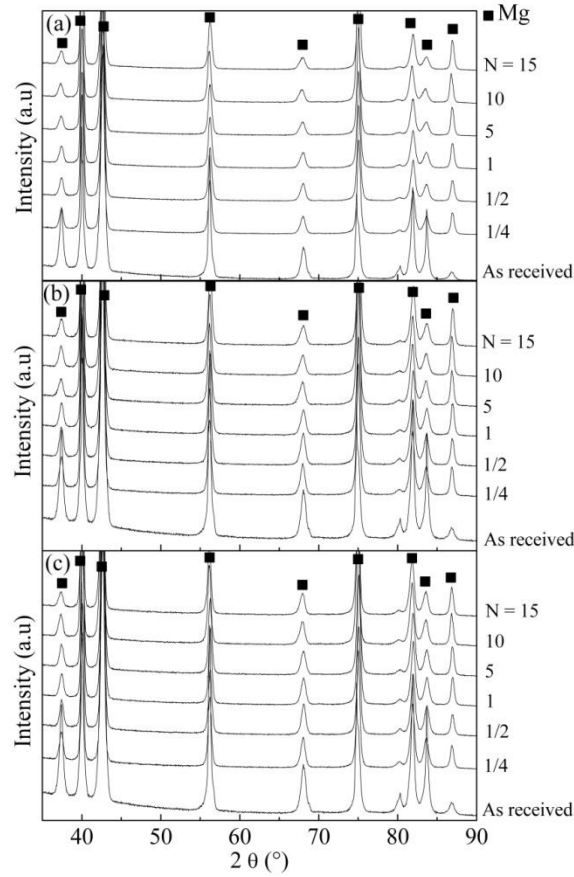 (a)
■ Mg
N = 15
10
5
1
1/2
1/4
As received
Intensity (a.u)
(b)
N = 15
10
5
1
1/2
1/4
As received
Intensity (a.u)
(c)
N = 15
10
5
1
1/2
1/4
As received
Intensity (a.u)
40 50 60 70 80 90
2 θ (°)